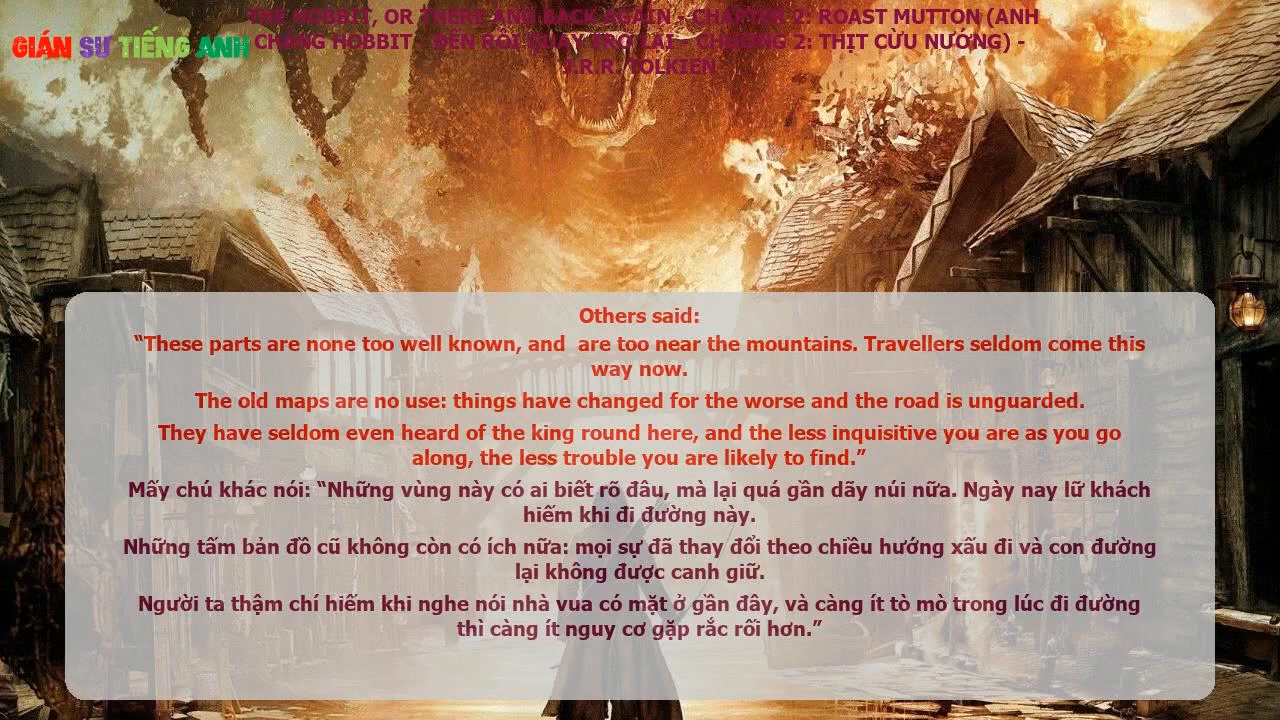 THE HOBBIT, OR THERE AND BACK AGAIN - CHAPTER 2: ROAST MUTTON (ANH
GIÁN SỰ TIẾNG ANH
CHÀNG HOBBIT - ĐẾN RỒI QUAY TRỞ LẠI - CHƯƠNG 2: THỊT CỪU NƯỚNG) -
J.R.R. TOLKIEN
Others said:
“These parts are none too well known, and  are too near the mountains. Travellers seldom come this
way now.
The old maps are no use: things have changed for the worse and the road is unguarded.
They have seldom even heard of the king round here, and the less inquisitive you are as you go
along, the less trouble you are likely to find.”
Mấy chú khác nói: “Những vùng này có ai biết rõ đâu, mà lại quá gần dãy núi nữa. Ngày nay lữ khách
hiếm khi đi đường này.
Những tấm bản đồ cũ không còn có ích nữa: mọi sự đã thay đổi theo chiều hướng xấu đi và con đường
lại không được canh giữ.
Người ta thậm chí hiếm khi nghe nói nhà vua có mặt ở gần đây, và càng ít tò mò trong lúc đi đường
thì càng ít nguy cơ gặp rắc rối hơn.”